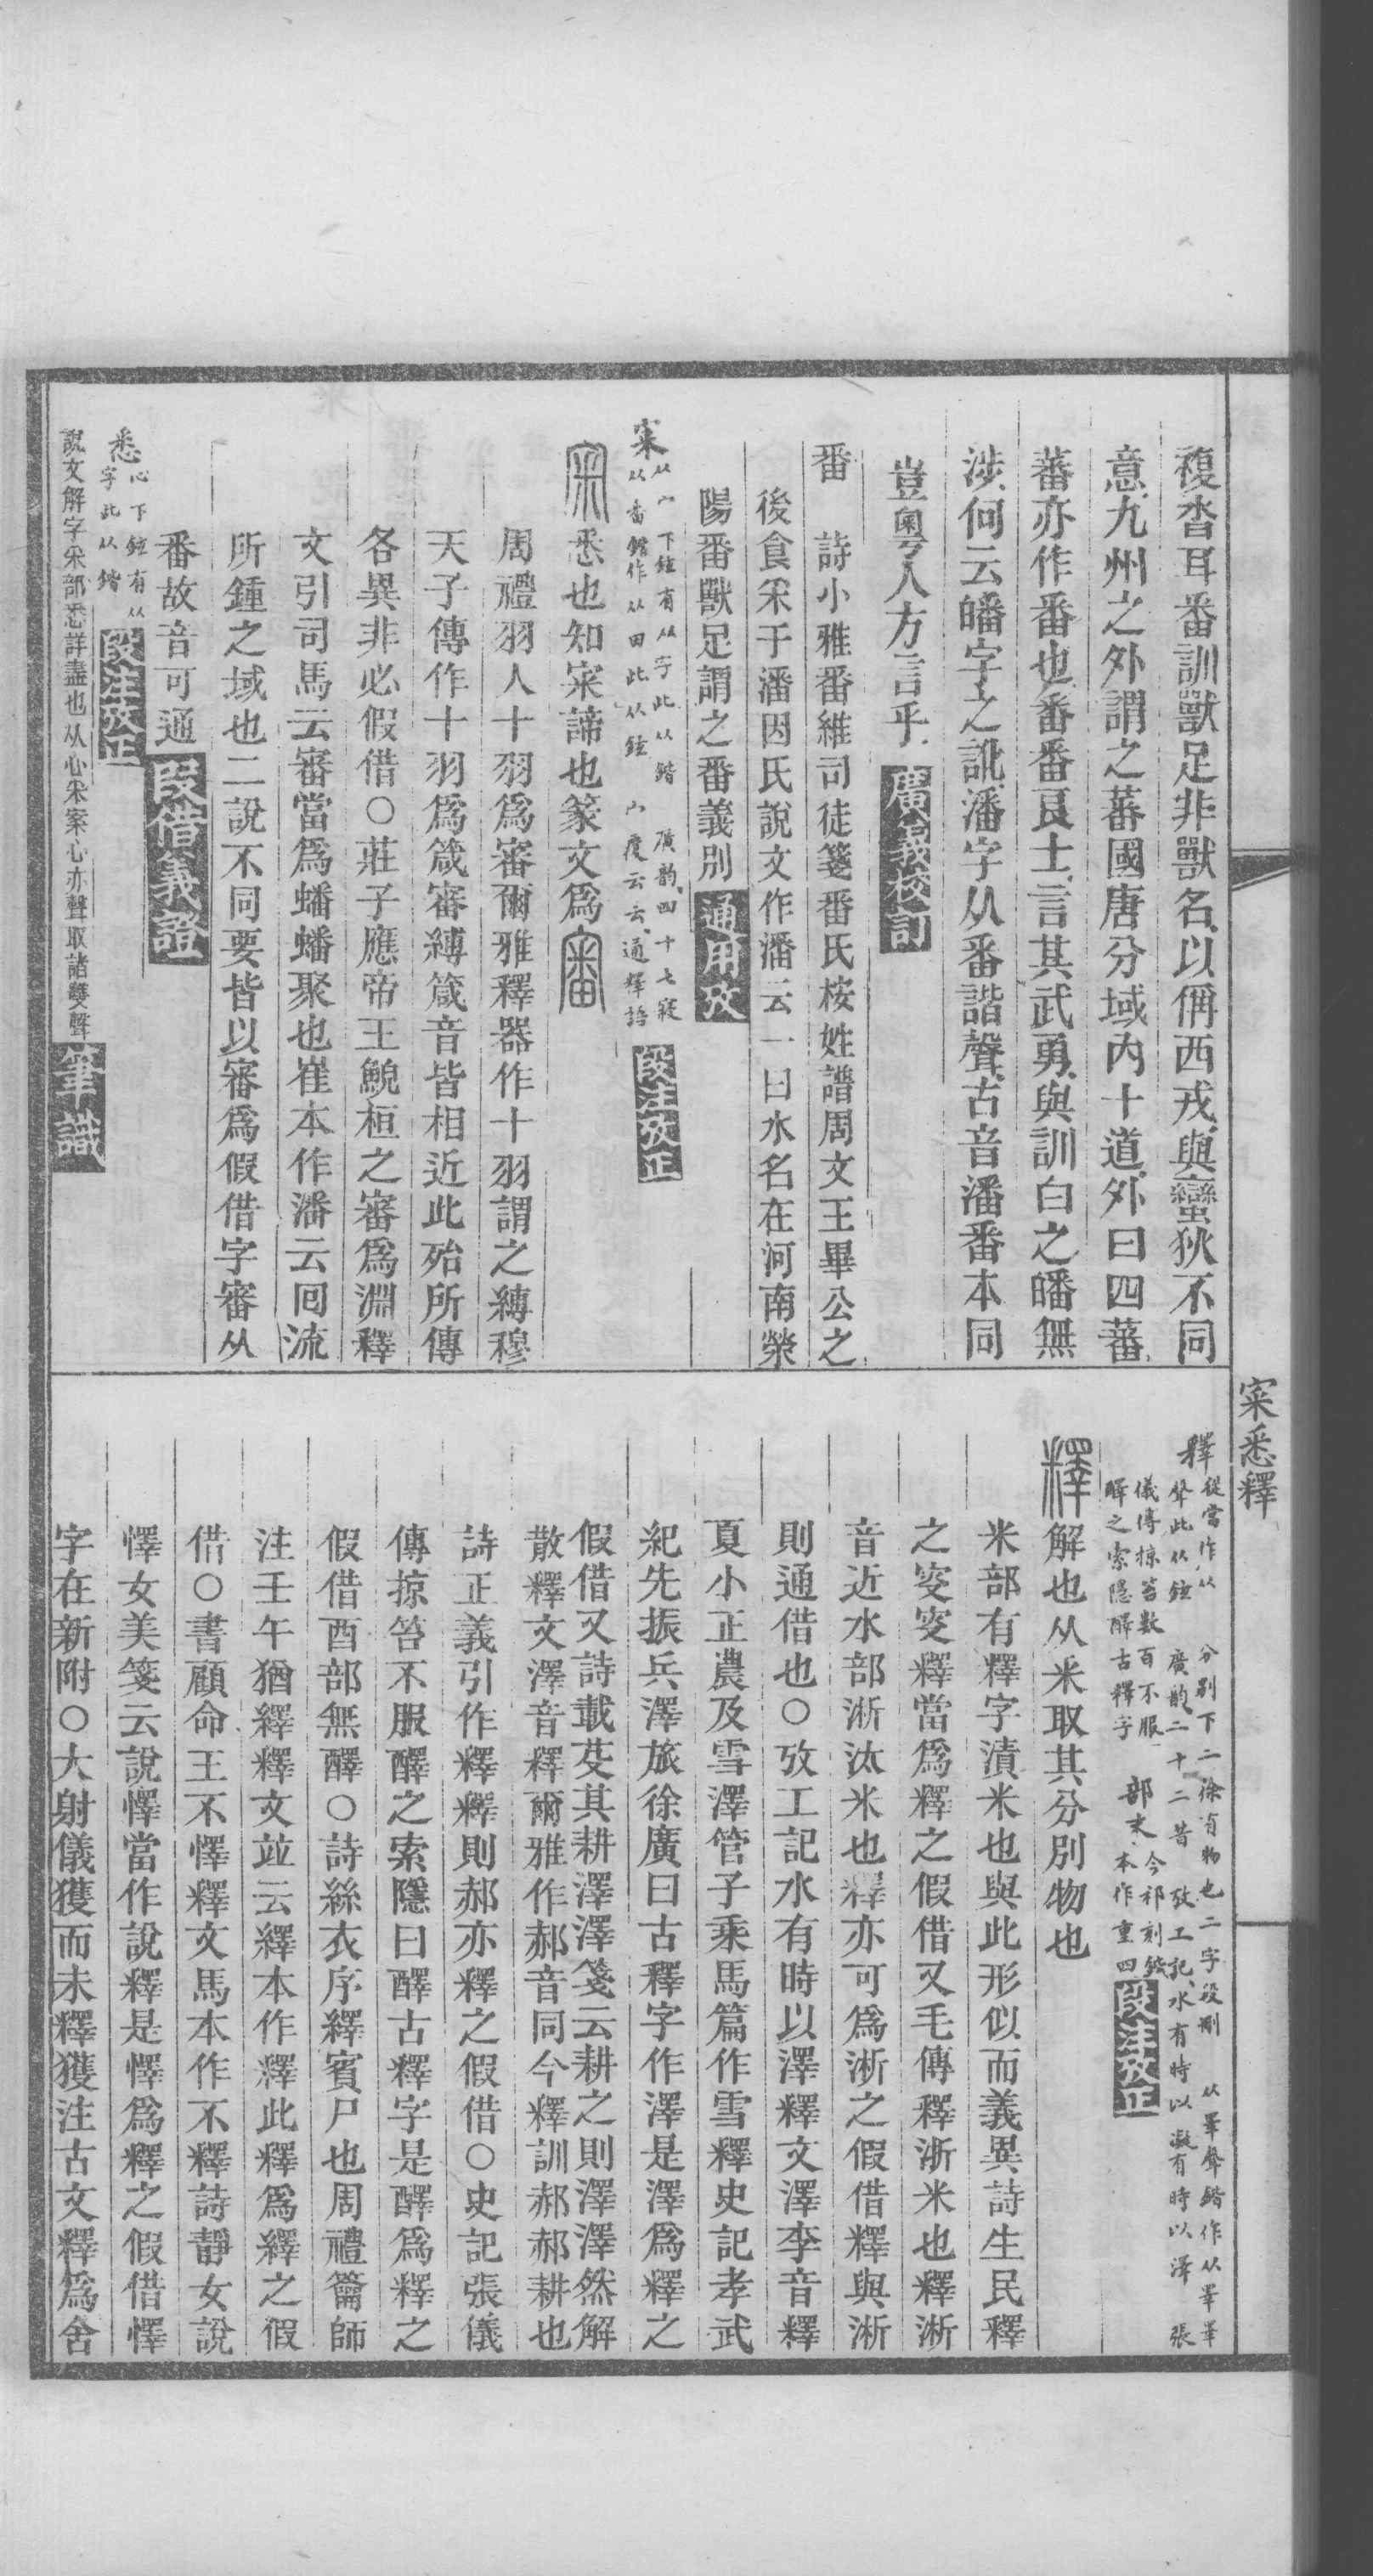 複沓耳番訓獸足非獸名以偁西戎與蠻狄不同
意九州之外謂之蕃國唐分域內十道外曰四蕃
蕃亦作番也番番良士言其武勇與訓白之皤無
涉何云皤字之訛潘字从番諧聲古音潘番本同
豈粵人方言乎 廣義校訂
番　詩小雅番維司徒箋番氏桉姓譜周文王畢公之
後食采于潘因氏說文作潘云一曰水名在河南滎
陽番獸足謂之番義別 通用攷
寀从宀下鉉有从字此从鍇 廣韵四十七寑
从番鍇作从田此从鉉 宀覆云云通釋語 段注攷正
宷悉也知宷諦也篆文爲審
周禮羽人十羽爲審爾雅釋器作十羽謂之縳穆
天子傳作十羽爲箴審縳箴音皆相近此殆所傳
各異非必假借○莊子應帝王鯢桓之審爲淵釋
文引司馬云審當爲蟠蟠聚也崔本作潘云回流
所鍾之域也二說不同要皆以審爲假借字審从
番故音可通 段借義證
悉心下鉉有从
字此从鍇 段注攷正
說文解字釆部悉詳盡也从心釆案心亦聲取諸雙聲 筆識
宷悉釋
釋從當作从 分別下二徐有物也二字段刪 从睪聲鍇作从睪睪
聲此从鉉 廣韵二十二昔 攷工記水有時以凝有時以澤 張
儀傳掠笞數百不服
醳之索隱醳古釋字 部末今祁刻鍇
本作重四 段注攷正
釋解也从釆取其分別物也
米部有釋字漬米也與此形似而義異詩生民釋
之叟叟釋當爲釋之假借又毛傳釋浙米也釋淅
音近水部淅汰米也釋亦可爲淅之假借釋與淅
則通借也○攷工記水有時以澤釋文澤李音釋
夏小正農及雪澤管子乘馬篇作雪釋史記孝武
紀先振兵澤旅徐廣曰古釋字作澤是澤爲釋之
假借又詩載芟其耕澤澤箋云耕之則澤澤然解
散釋文澤音釋爾雅作郝音同今釋訓郝郝耕也
詩正義引作釋釋則郝亦釋之假借○史記張儀
傳掠笞不服醳之索隱曰醳古釋字是醳爲釋之
假借酉部無醳○詩絲衣序繹賓尸也周禮籥師
注壬午猶繹釋文竝云繹本作釋此釋爲繹之假
借○書顧命王不懌釋文馬本作不釋詩靜女說
懌女美箋云說懌當作說釋是懌爲釋之假借懌
字在新附○大射儀獲而未釋獲注古文釋爲舍